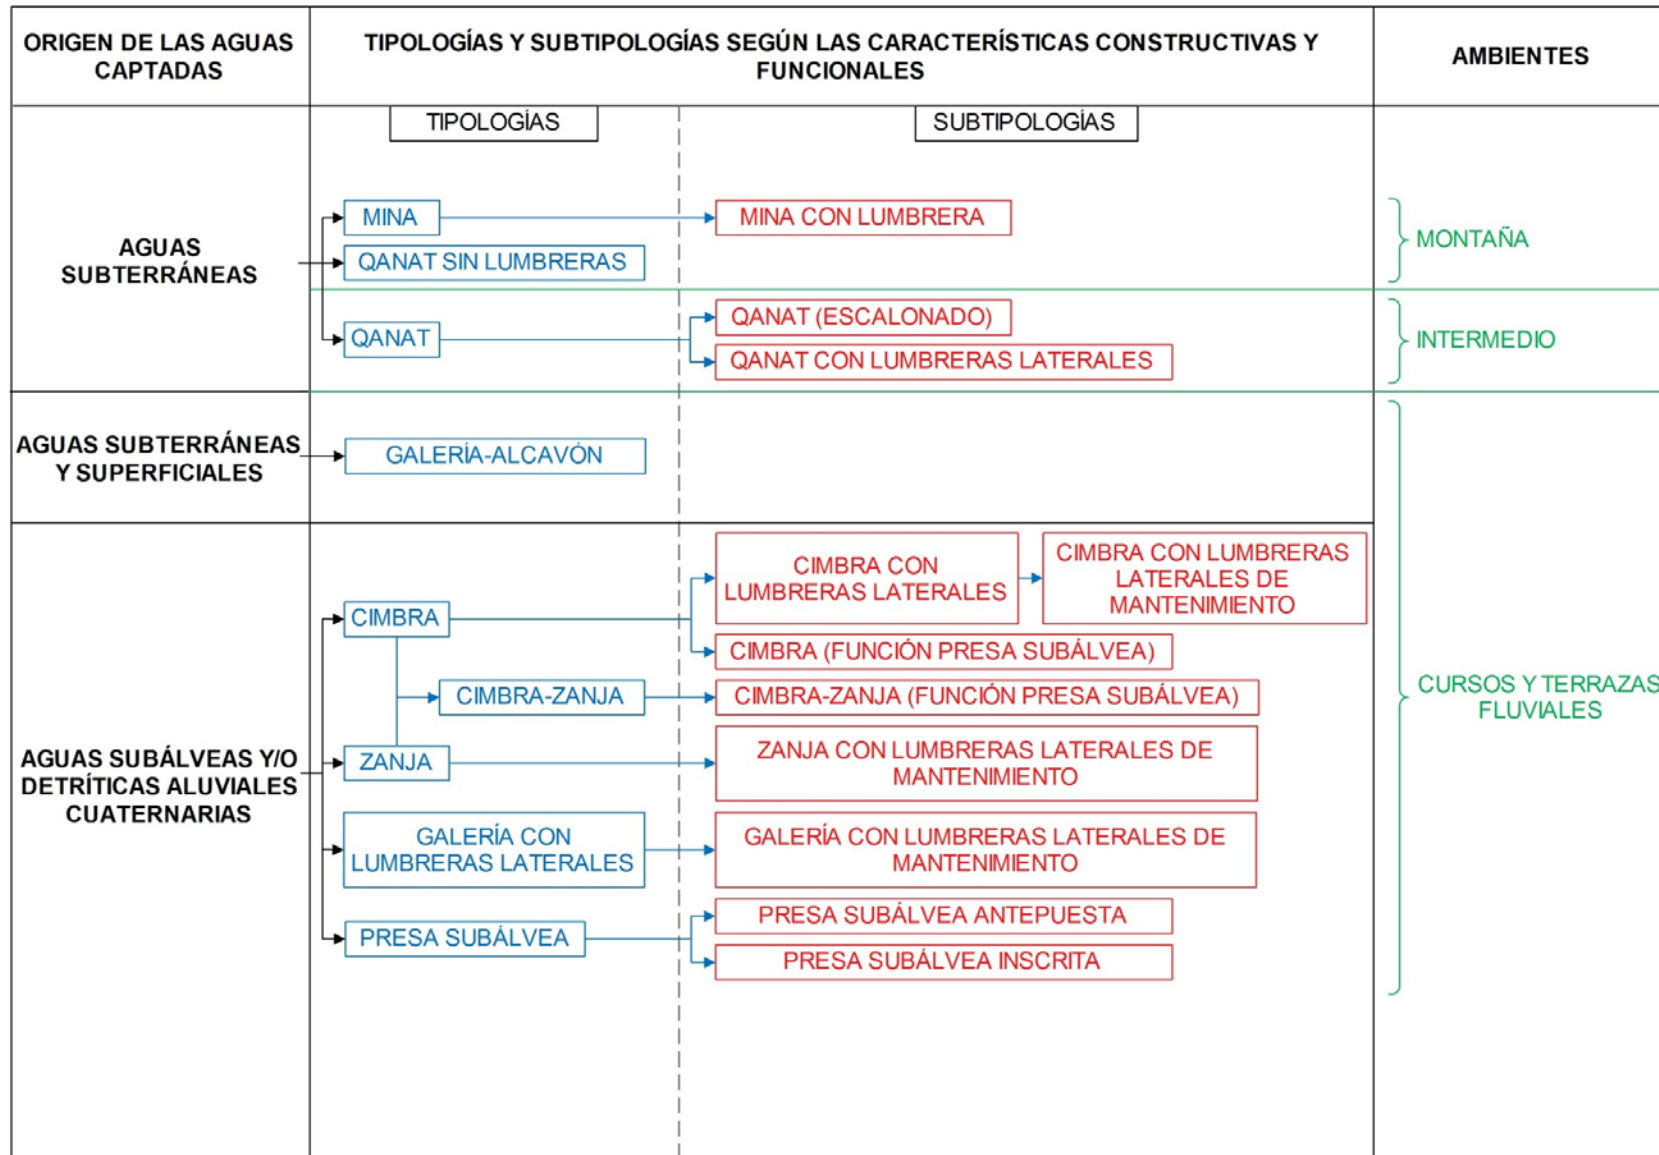 ORIGEN DE LAS AGUAS
CAPTADAS
TIPOLOGÍAS Y SUBTIPOLOGÍAS SEGÚN LAS CARACTERÍSTICAS CONSTRUCTIVAS Y
FUNCIONALES
AMBIENTES
TIPOLOGÍAS
SUBTIPOLOGÍAS
AGUAS
SUBTERRÁNEAS
MINA
MINA CON LUMBRERA
QANAT SIN LUMBRERAS
MONTAÑA
QANAT
QANAT (ESCALONADO)
QANAT CON LUMBRERAS LATERALES
INTERMEDIO
AGUAS SUBTERRÁNEAS
Y SUPERFICIALES
GALERÍA-ALCAVÓN
AGUAS SUBÁLVEAS Y/O
DETRÍTICAS ALUVIALES
CUATERNARIAS
CIMBRA
CIMBRA CON
LUMBRERAS LATERALES
CIMBRA CON LUMBRERAS
LATERALES DE
MANTENIMIENTO
CIMBRA (FUNCIÓN PRESA SUBÁLVEA)
CIMBRA-ZANJA
CIMBRA-ZANJA (FUNCIÓN PRESA SUBÁLVEA)
ZANJA
ZANJA CON LUMBRERAS LATERALES DE
MANTENIMIENTO
GALERÍA CON
LUMBRERAS LATERALES
GALERÍA CON LUMBRERAS LATERALES DE
MANTENIMIENTO
PRESA SUBÁLVEA
PRESA SUBÁLVEA ANTEPUESTA
PRESA SUBÁLVEA INSCRITA
CURSOS Y TERRAZAS
FLUVIALES